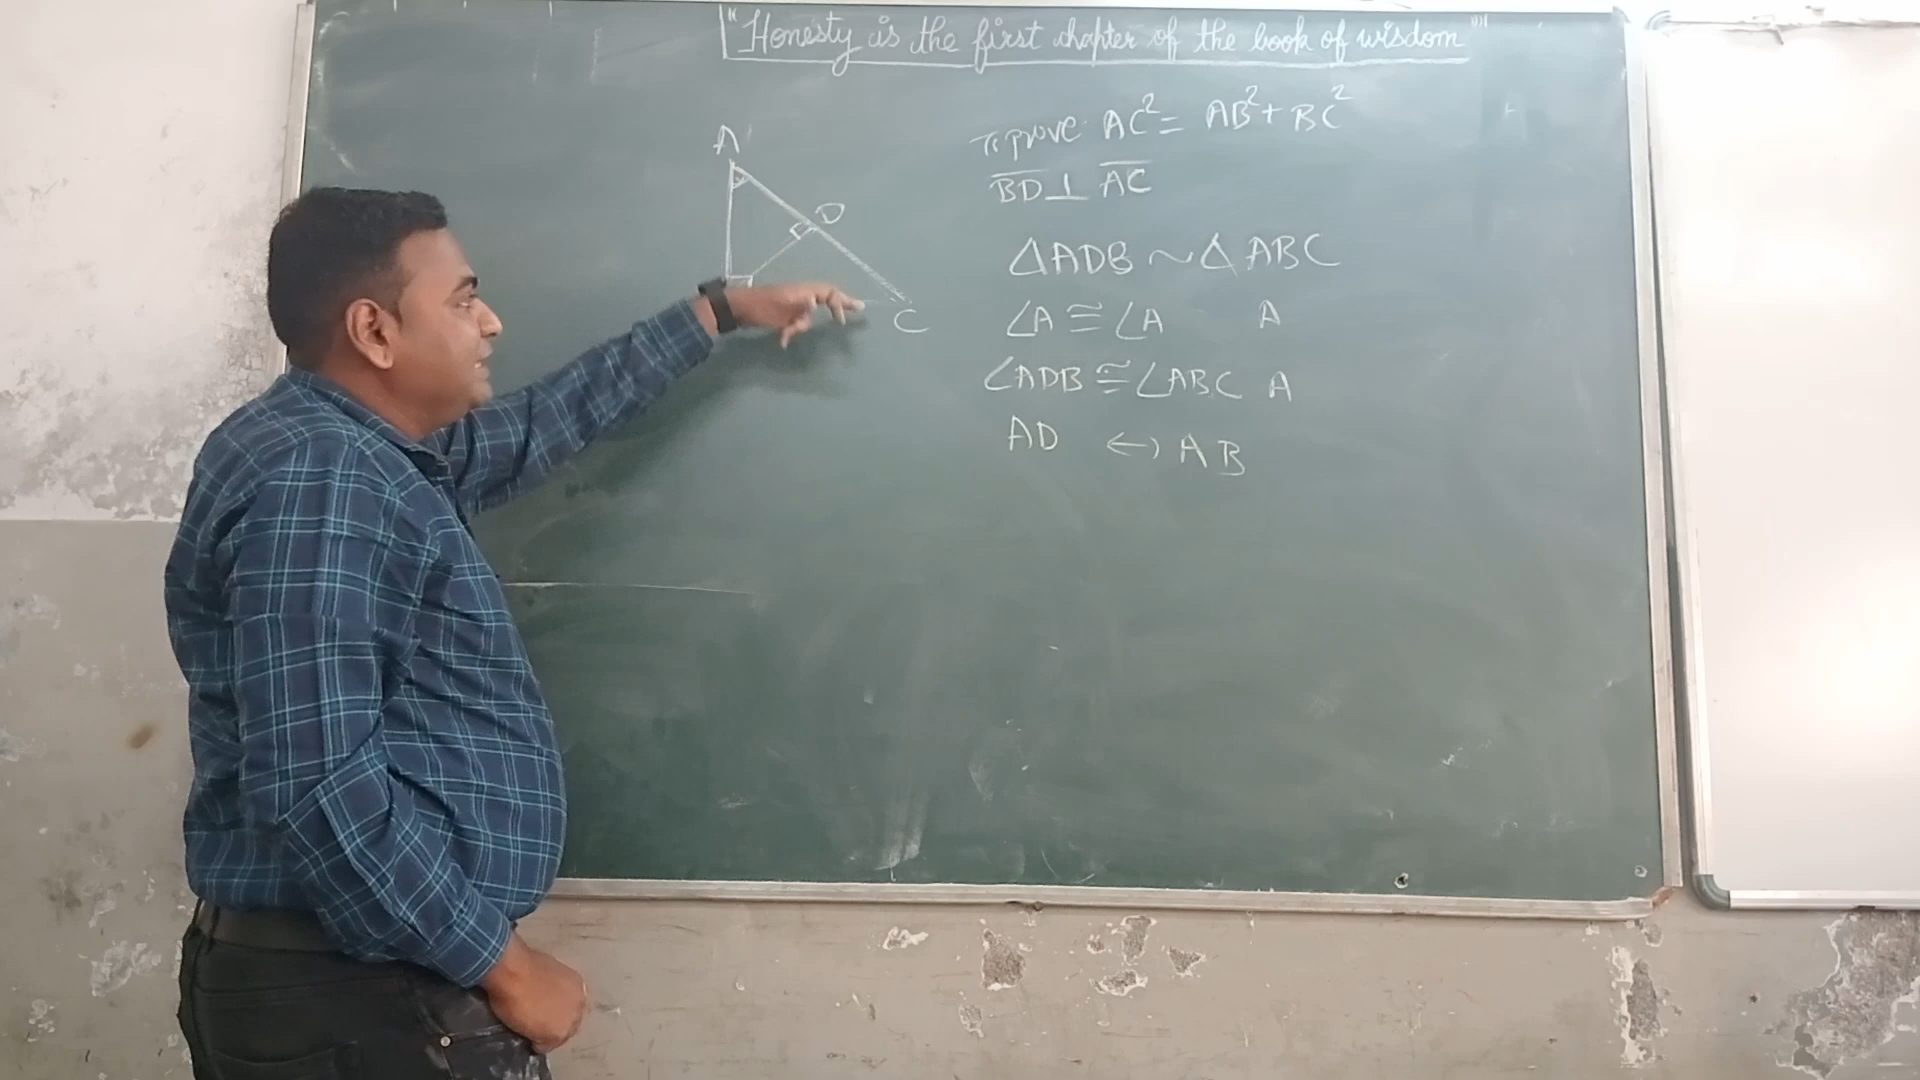 "Honesty is the first chapter of the book of wisdom"
To prove AC²= AB²+ BC²
BD⊥AC
A
D
C
△ADB ~ △ABC
∠A ≅ ∠A A
∠ADB ≅ ∠ABC A
AD ↔ AB